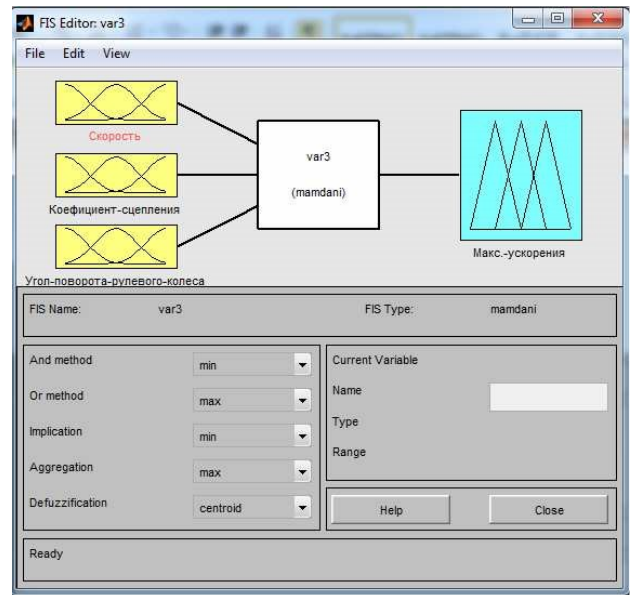 FIS Editor: var3
File Edit View
Скорость
var3
(mamdani)
Коефициент-сцепления
Макс.-ускорения
Угол-поворота-рулевого-колеса
FIS Name: var3 FIS Type: mamdani
And method min
Or method max
Implication min
Aggregation max
Defuzzification centroid
Current Variable
Name
Type
Range
Help Close
Ready